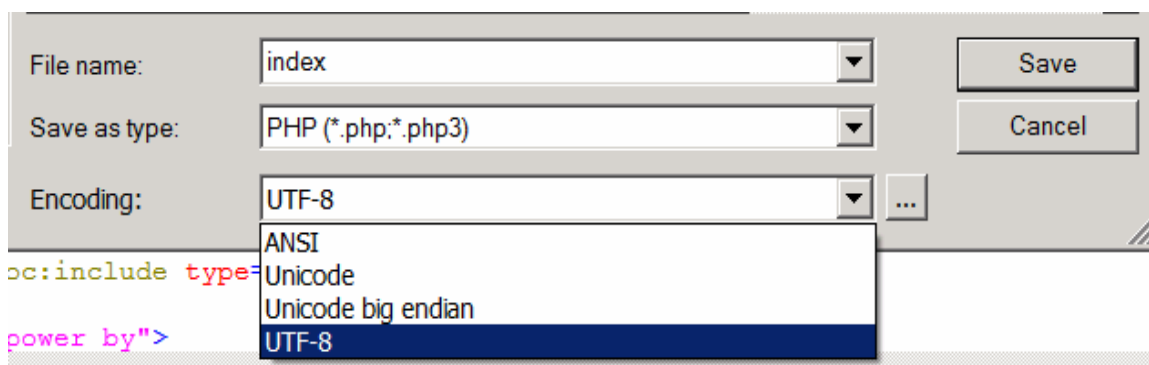 File name:
index
Save
Save as type:
PHP (*.php;*.php3)
Cancel
Encoding:
UTF-8
...
ANSI
Unicode
Unicode big endian
UTF-8
oc:include type=
power by">